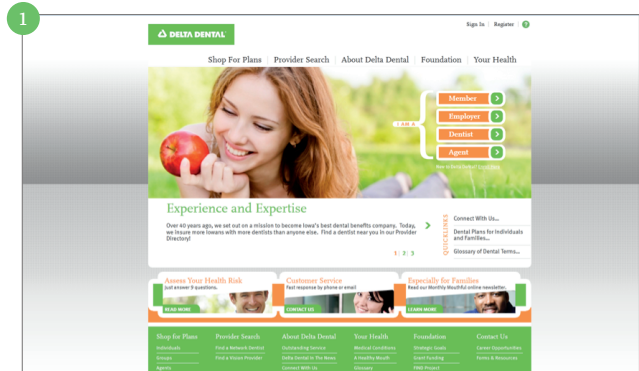 1
Sign In | Register | ?
DELTA DENTAL
Shop For Plans | Provider Search | About Delta Dental | Foundation | Your Health
Member
Employer
I AM A
Dentist
Agent
Experience and Expertise
Over 40 years ago, we set out on a mission to become Iowa's best dental benefits company. Today,
we insure more Iowans with more dentists than anyone else. Find a dentist near you in our Provider
Directory!
1 | 2 | 3
QUICKLINKS
Connect With Us...
Dental Plans for Individuals
and Families...
Glossary of Dental Terms...
Assess Your Health Risk
Just answer 9 questions.
READ MORE
Customer Service
Fast response by phone or email
CONTACT US
Especially for Families
Read our Monthly Mouthful online newsletter.
LEARN MORE
Shop for Plans
Individuals
Groups
Agents
Provider Search
Find a Network Dentist
Find a Vision Provider
About Delta Dental
Outstanding Service
Delta Dental In The News
Connect With Us
Your Health
Medical Conditions
A Healthy Mouth
Glossary
Foundation
Strategic Goals
Grant Funding
FIND Project
Contact Us
Career Opportunities
Forms & Resources